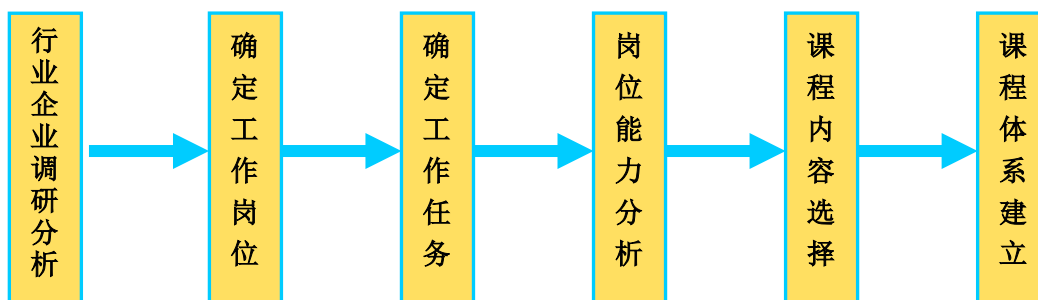 行业企业调研分析
确定工作岗位
确定工作任务
岗位能力分析
课程内容选择
课程体系建立